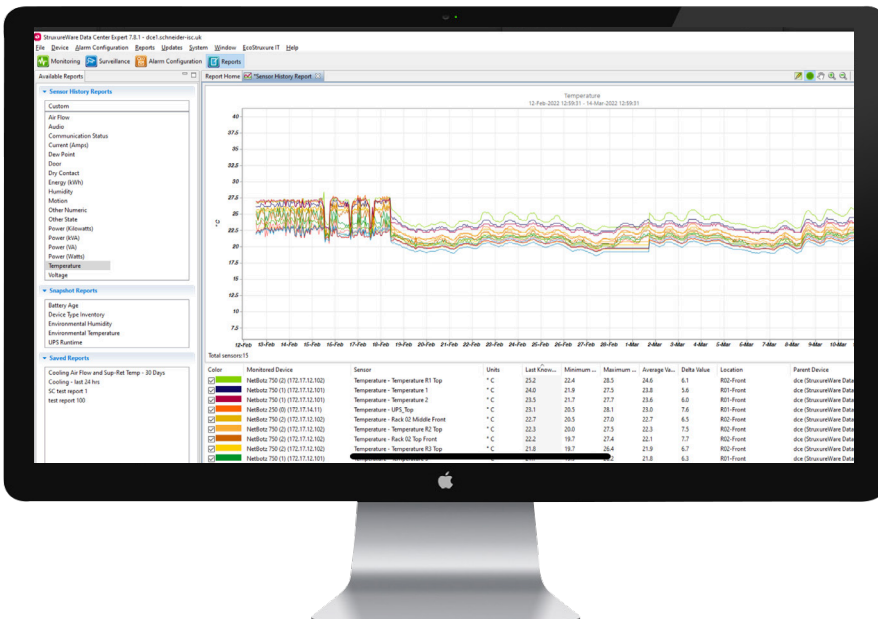 StruxureWare Data Center Expert 7.8.1 - dce1.schneider-isc.uk
File Device Alarm Configuration Reports Updates System Window EcoStruxure IT Help
Monitoring Surveillance Alarm Configuration Reports
Available Reports
Sensor History Reports
Custom
Air Flow
Audio
Communication Status
Current (Amps)
Dew Point
Door
Dry Contact
Energy (kWh)
Humidity
Motion
Other Numeric
Other State
Power (Kilowatts)
Power (kVA)
Power (VA)
Power (Watts)
Temperature
Voltage
Snapshot Reports
Battery Age
Device Type Inventory
Environmental Humidity
Environmental Temperature
UPS Runtime
Saved Reports
Cooling Air Flow and Sup-Ret Temp - 30 Days
Cooling - last 24 hrs
SC test report 1
test report 100
Report Home *Sensor History Report
Temperature
12-Feb-2022 12:59:31 - 14-Mar-2022 12:59:31
° C
40
37.5
35
32.5
30
27.5
25
22.5
20
17.5
15
12.5
10
7.5
12-Feb 13-Feb 14-Feb 15-Feb 16-Feb 17-Feb 18-Feb 19-Feb 20-Feb 21-Feb 22-Feb 23-Feb 24-Feb 25-Feb 26-Feb 27-Feb 28-Feb 1-Mar 2-Mar 3-Mar 4-Mar 5-Mar 6-Mar 7-Mar 8-Mar 9-Mar 10-Mar
Total sensors:15
Color Monitored Device Sensor Units Last Know... Minimum ... Maximum ... Average Va... Delta Value Location Parent Device
NetBotz 750 (2) (172.17.12.102) Temperature - Temperature R1 Top ° C 25.2 22.4 28.5 24.6 6.1 R02-Front dce (StruxureWare Data
NetBotz 750 (1) (172.17.12.101) Temperature - Temperature 1 ° C 24.0 21.9 27.5 23.8 5.6 R01-Front dce (StruxureWare Data
NetBotz 750 (1) (172.17.12.101) Temperature - Temperature 2 ° C 23.5 21.7 27.7 23.6 6.0 R01-Front dce (StruxureWare Data
NetBotz 250 (0) (172.17.14.11) Temperature - UPS_Top ° C 23.1 20.5 28.1 23.0 7.6 R01-Front dce (StruxureWare Data
NetBotz 750 (2) (172.17.12.102) Temperature - Rack 02 Middle Front ° C 22.7 20.5 27.0 22.7 6.5 R02-Front dce (StruxureWare Data
NetBotz 750 (2) (172.17.12.102) Temperature - Temperature R2 Top ° C 22.3 20.0 27.5 22.3 7.5 R02-Front dce (StruxureWare Data
NetBotz 750 (2) (172.17.12.102) Temperature - Rack 02 Top Front ° C 22.2 19.7 27.4 22.1 7.7 R02-Front dce (StruxureWare Data
NetBotz 750 (2) (172.17.12.102) Temperature - Temperature R3 Top ° C 21.8 19.7 26.4 21.9 6.7 R02-Front dce (StruxureWare Data
NetBotz 750 (1) (172.17.12.101) ° C 21.8 6.3 R01-Front dce (StruxureWare Data